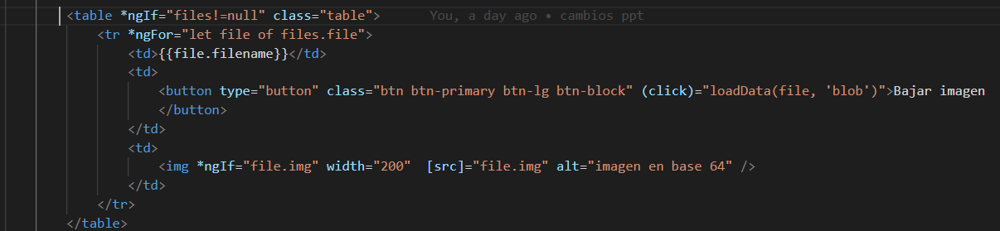 <table *ngIf="files!=null" class="table">      You, a day ago • cambios ppt
    <tr *ngFor="let file of files.file">
        <td>{{file.filename}}</td>
        <td>
            <button type="button" class="btn btn-primary btn-lg btn-block" (click)="loadData(file, 'blob')">Bajar imagen
            </button>
        </td>
        <td>
            <img *ngIf="file.img" width="200"  [src]="file.img" alt="imagen en base 64" />
        </td>
    </tr>
</table>